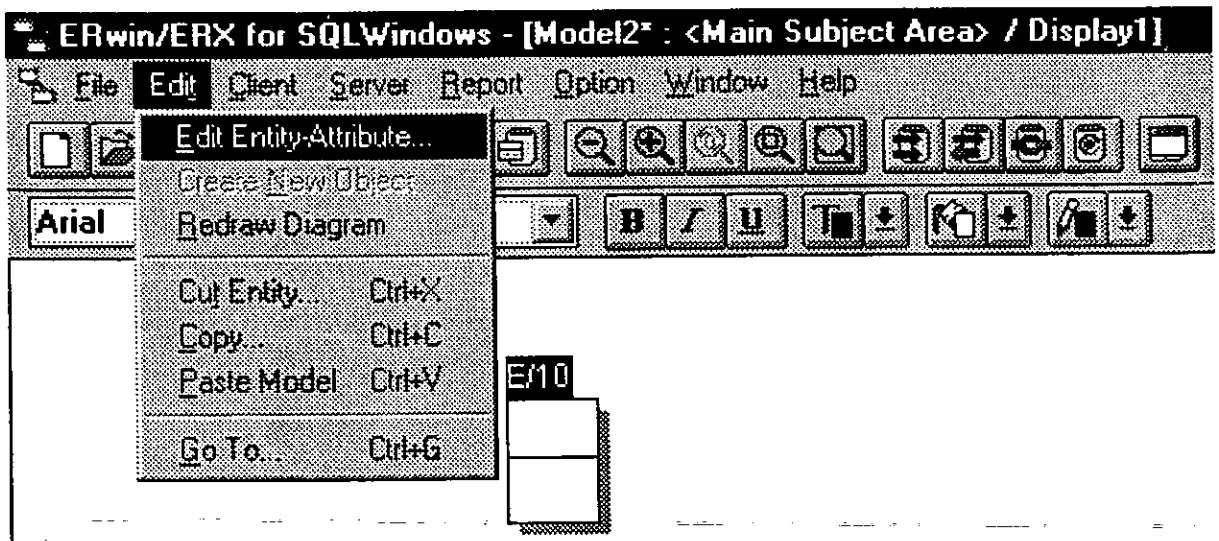 ERwin/ERX for SQLWindows - [Model2* : <Main Subject Area> / Display1]
File Edit Client Server Report Option Window Help
Edit Entity-Attribute...
Create New Object
Arial B I U T
Redraw Diagram
Cut Entity... Ctrl+X
Copy... Ctrl+C
Paste Model Ctrl+V
E/10
Go To... Ctrl+G